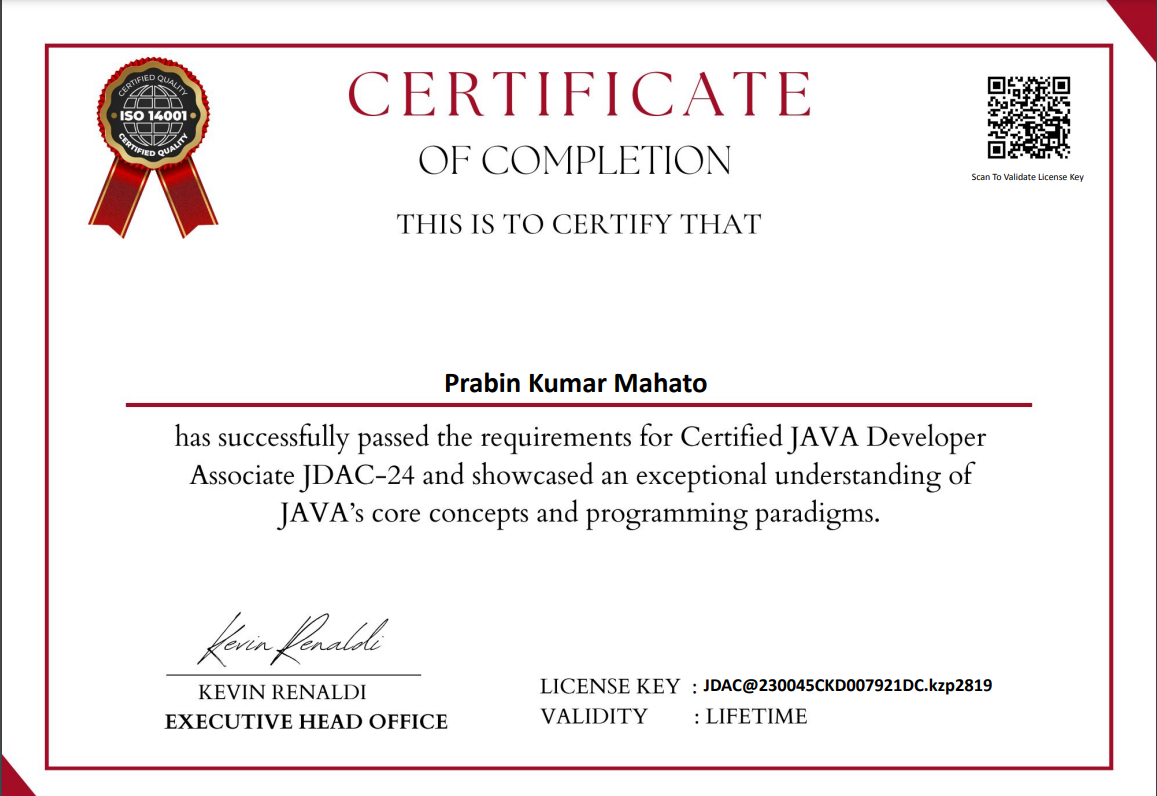 CERTIFIED QUALITY
ISO 14001
CERTIFIED QUALITY
CERTIFICATE
OF COMPLETION
THIS IS TO CERTIFY THAT
Scan To Validate License Key
Prabin Kumar Mahato
has successfully passed the requirements for Certified JAVA Developer
Associate JDAC-24 and showcased an exceptional understanding of
JAVA's core concepts and programming paradigms.
Kevin Renaldi
KEVIN RENALDI
EXECUTIVE HEAD OFFICE
LICENSE KEY : JDAC@230045CKD007921DC.kzp2819
VALIDITY : LIFETIME